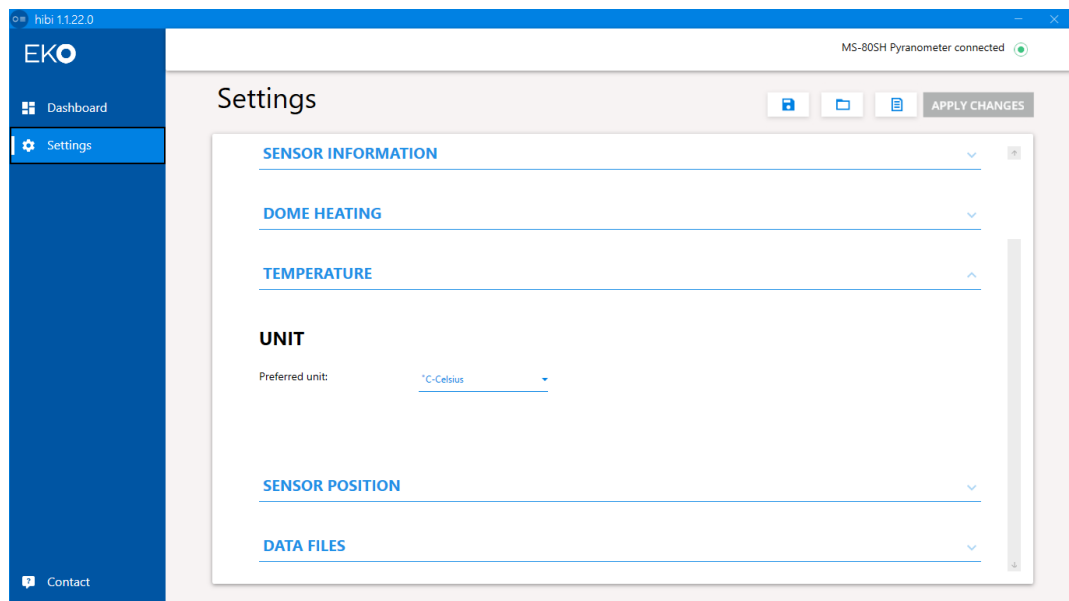 hibi 1.1.22.0
EKO
MS-80SH Pyranometer connected
Dashboard
Settings
Settings
APPLY CHANGES
SENSOR INFORMATION
DOME HEATING
TEMPERATURE
UNIT
Preferred unit:
°C-Celsius
SENSOR POSITION
DATA FILES
Contact